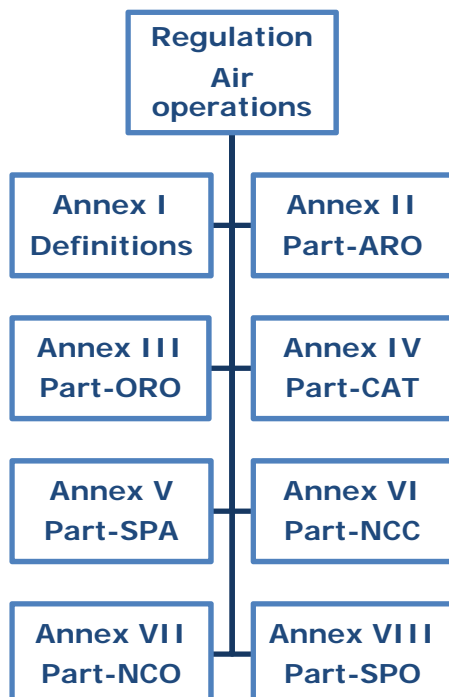 Regulation
Air
operations
Annex I
Definitions
Annex II
Part-ARO
Annex III
Part-ORO
Annex IV
Part-CAT
Annex V
Part-SPA
Annex VI
Part-NCC
Annex VII
Part-NCO
Annex VIII
Part-SPO